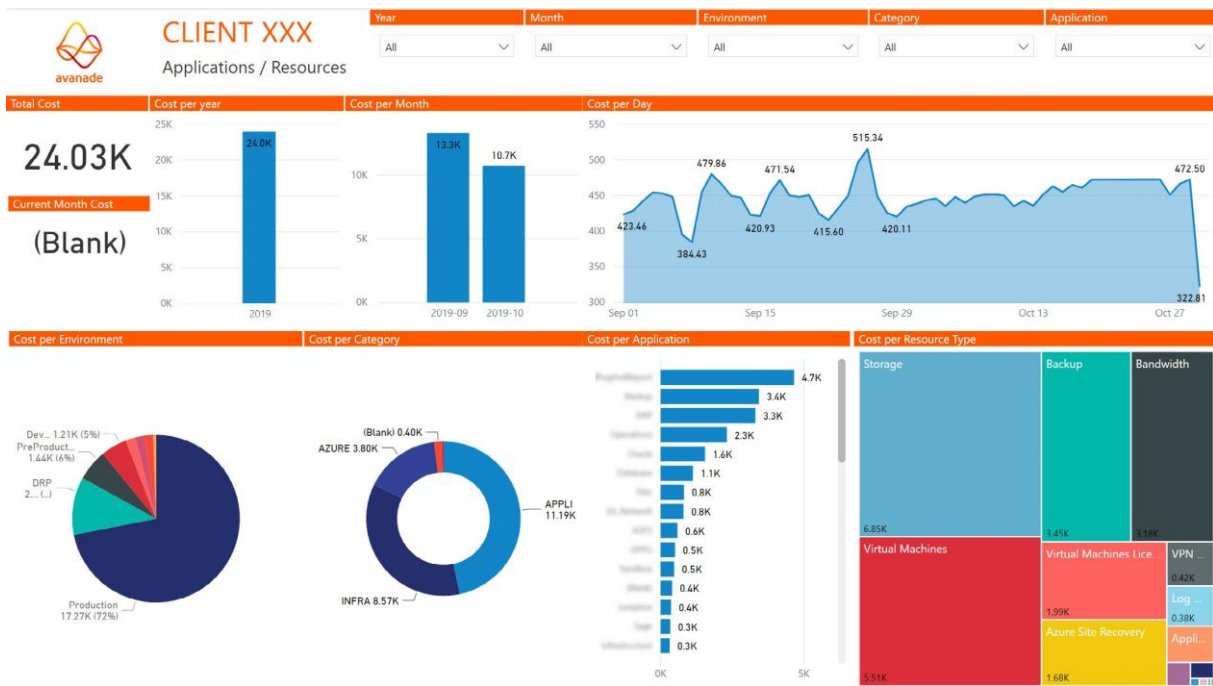 avanade
CLIENT XXX
Applications / Resources
Year
All
Month
All
Environment
All
Category
All
Application
All
Total Cost
24.03K
Current Month Cost
(Blank)
Cost per year
25K
20K
15K
10K
5K
0K
24.0K
2019
Cost per Month
10K
5K
0K
13.3K
10.7K
2019-09
2019-10
Cost per Day
550
500
450
400
350
300
423.46
384.43
479.86
420.93
471.54
415.60
515.34
420.11
472.50
322.81
Sep 01
Sep 15
Sep 29
Oct 13
Oct 27
Cost per Environment
Dev... 1.21K (5%)
PreProduct...
1.44K (6%)
DRP
2... (...)
Production
17.27K (72%)
Cost per Category
(Blank) 0.40K
AZURE 3.80K
APPLI
11.19K
INFRA 8.57K
Cost per Application
4.7K
3.4K
3.3K
2.3K
1.6K
1.1K
0.8K
0.8K
0.6K
0.5K
0.5K
0.4K
0.4K
0.3K
0.3K
0K
5K
Cost per Resource Type
Storage
6.85K
Virtual Machines
5.51K
Backup
3.45K
Bandwidth
3.18K
Virtual Machines Lice...
1.99K
Azure Site Recovery
1.68K
VPN ...
0.42K
Log ...
0.38K
Appli...